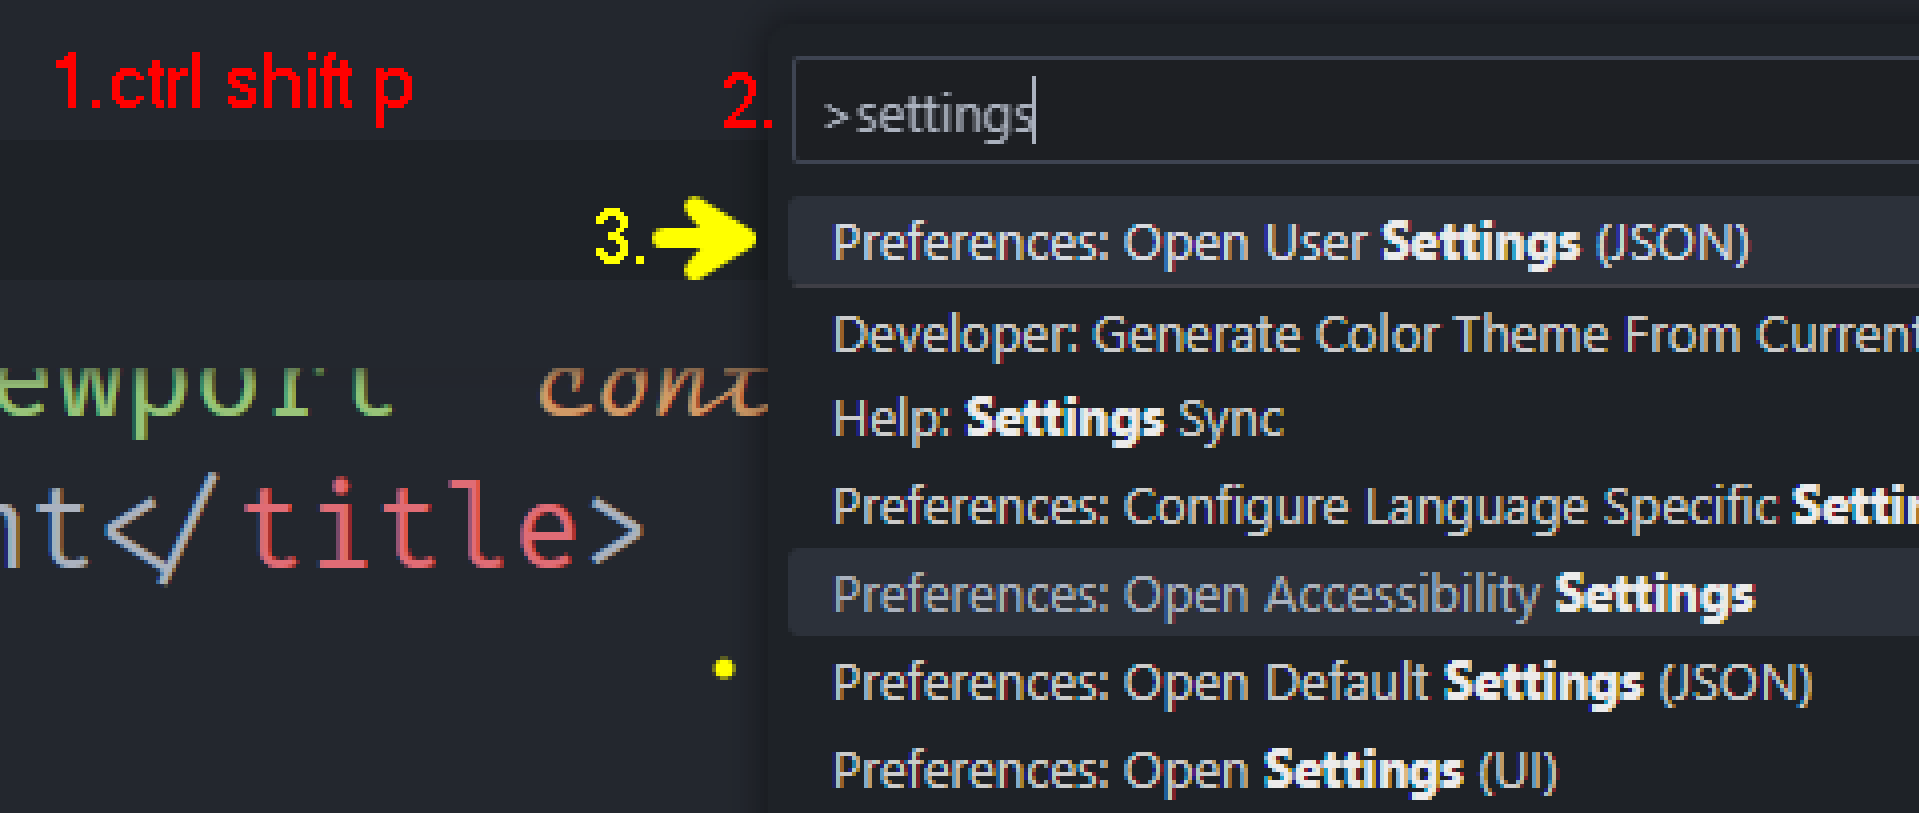 1.ctrl shift p
2.
>settings
3.
Preferences: Open User Settings (JSON)
Developer: Generate Color Theme From Current
Help: Settings Sync
Preferences: Configure Language Specific
Preferences: Open Accessibility Settings
Preferences: Open Default Settings (JSON)
Preferences: Open Settings (UI)
ewport cont
nt</title>